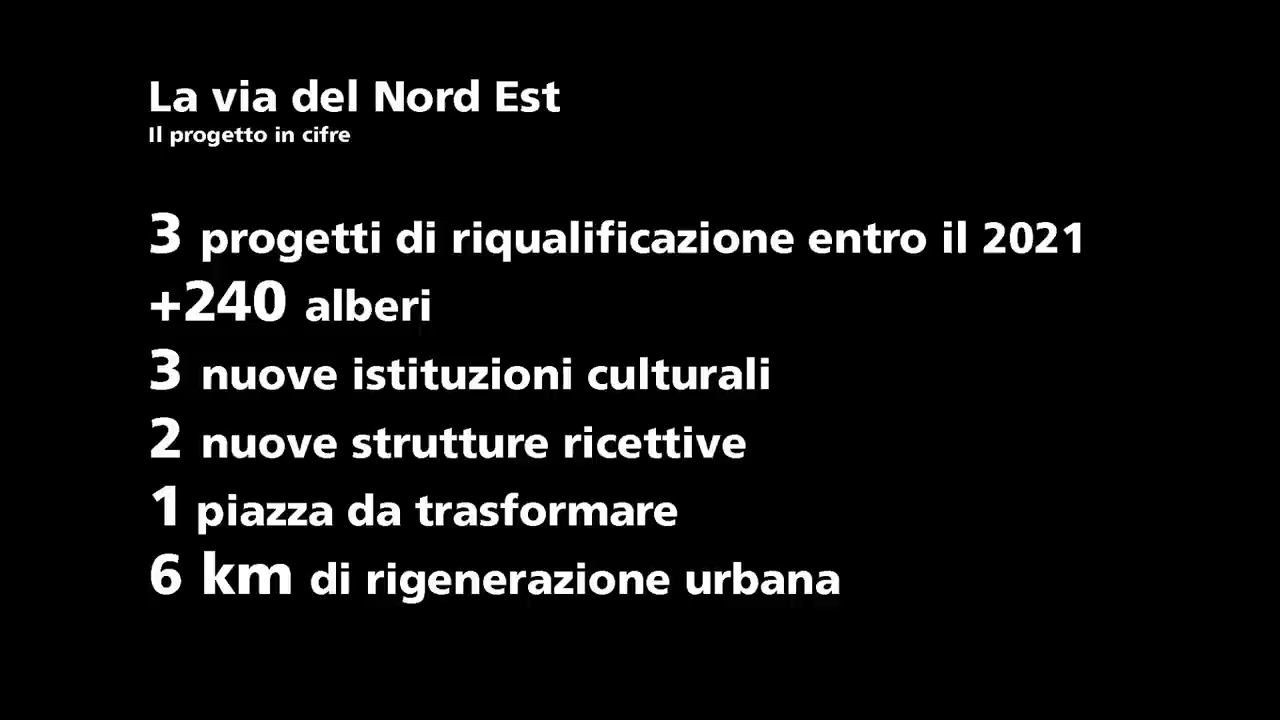 La via del Nord Est
Il progetto in cifre
3 progetti di riqualificazione entro il 2021
+240 alberi
3 nuove istituzioni culturali
2 nuove strutture ricettive
1 piazza da trasformare
6 km di rigenerazione urbana